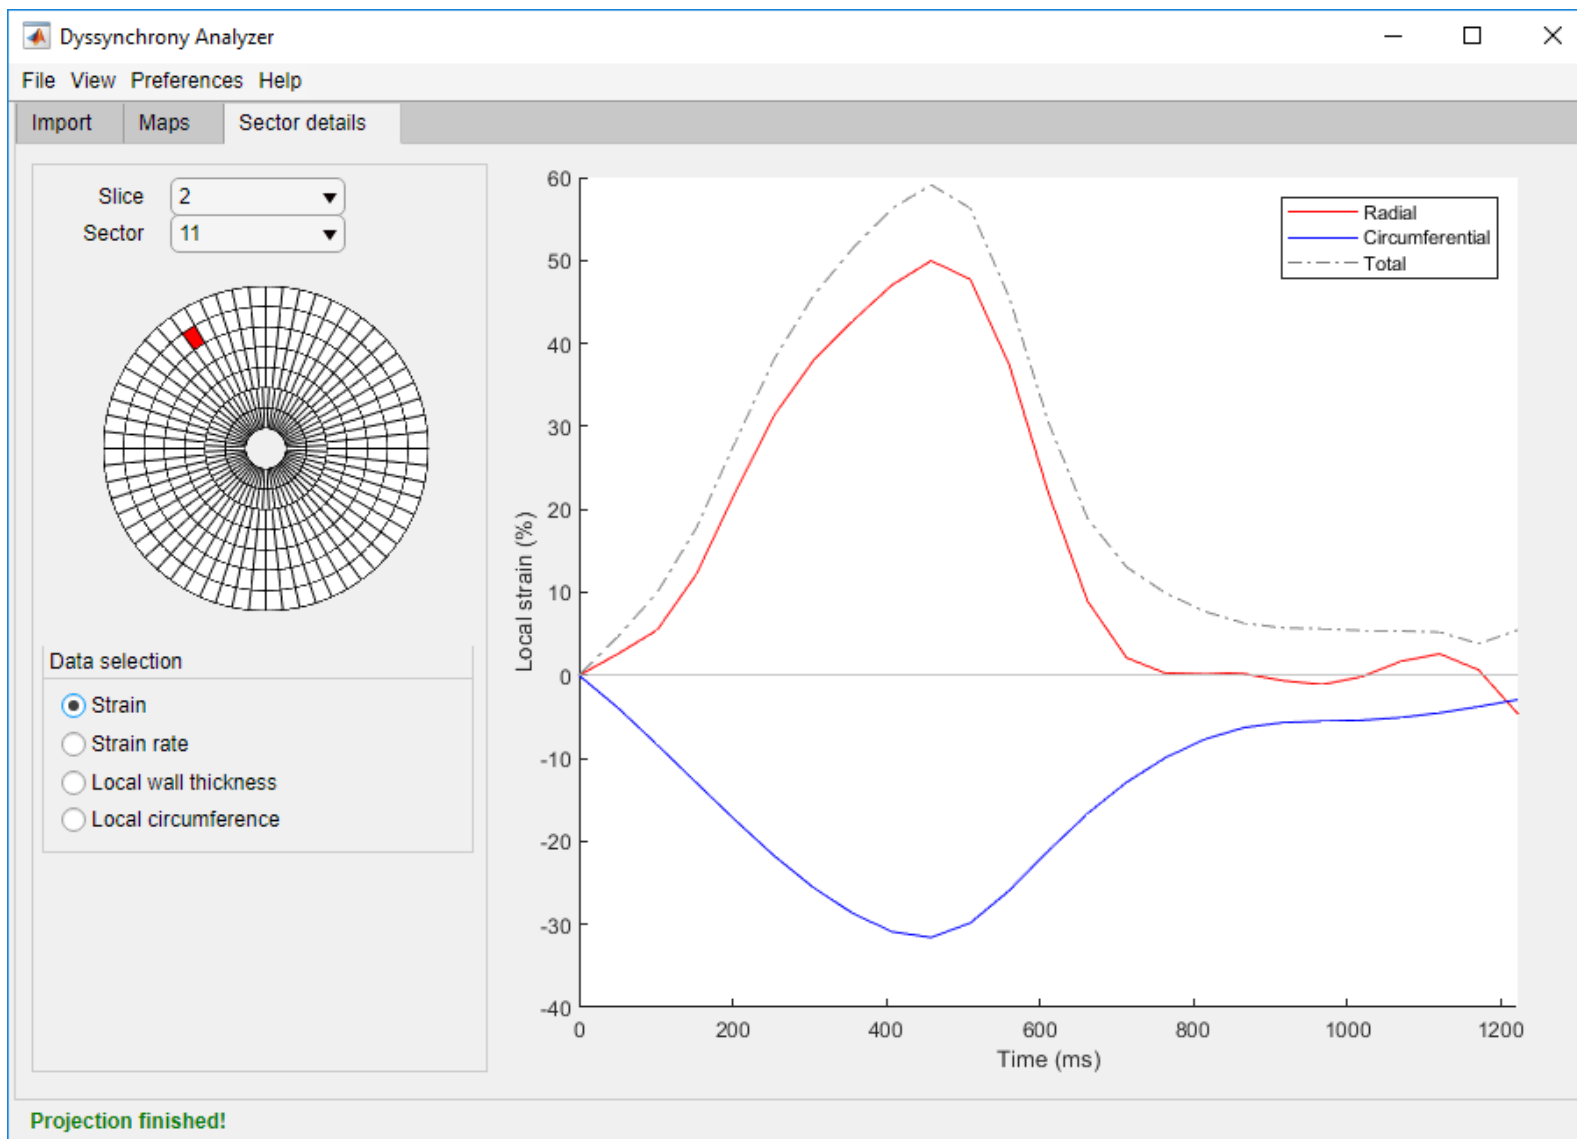 Dyssynchrony Analyzer
File View Preferences Help
Import Maps Sector details
Slice 2
Sector 11
Data selection
Strain
Strain rate
Local wall thickness
Local circumference
Local strain (%)
60
50
40
30
20
10
0
-10
-20
-30
-40
0 200 400 600 800 1000 1200
Time (ms)
Radial
Circumferential
Total
Projection finished!